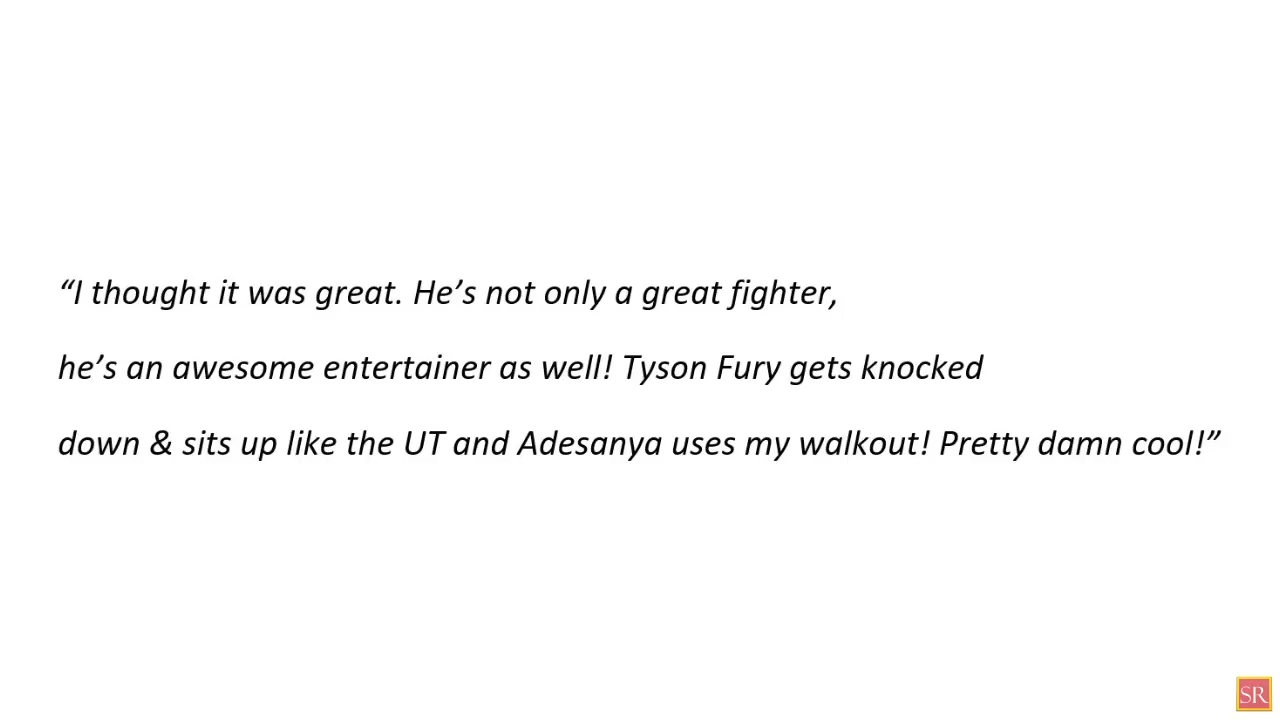 “I thought it was great. He’s not only a great fighter,
he’s an awesome entertainer as well! Tyson Fury gets knocked
down & sits up like the UT and Adesanya uses my walkout! Pretty damn cool!”
SR